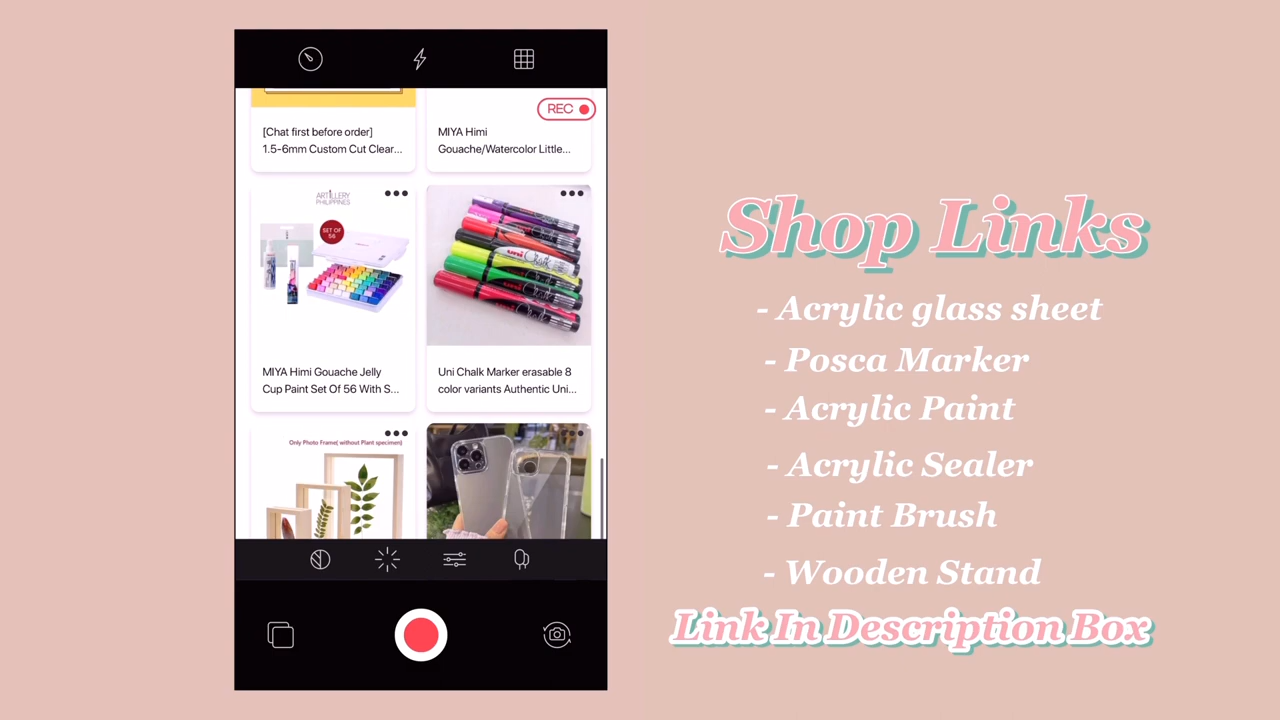 REC
[Chat first before order]
1.5-6mm Custom Cut Clear...
MIYA Himi
Gouache/Watercolor Little...
ARTILLERY
PHILIPPINES
SET OF
56
MIYA HIMI Gouache Jelly
Cup Paint Set Of 56 With S...
uni
Chalk
Uni Chalk Marker erasable 8
color variants Authentic Uni...
Only Photo Frame( without Plant specimm)
Shop Links
- Acrylic glass sheet
- Posca Marker
- Acrylic Paint
- Acrylic Sealer
- Paint Brush
- Wooden Stand
Link In Description Box